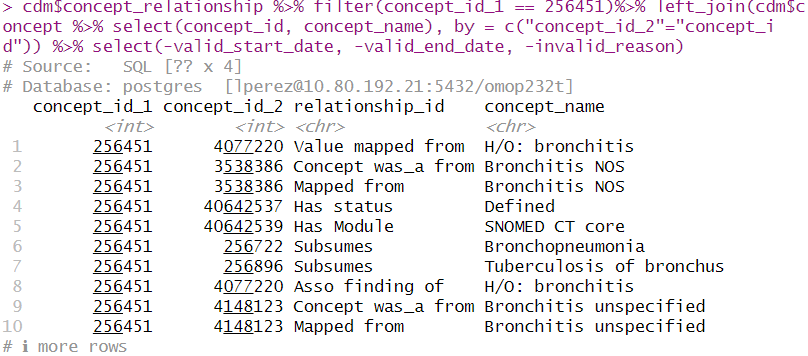 > cdm$concept_relationship %>% filter(concept_id_1 == 256451)%>% left_join(cdm$c
oncept %>% select(concept_id, concept_name), by = c("concept_id_2"="concept_i
d")) %>% select(-valid_start_date, -valid_end_date, -invalid_reason)
# Source:   SQL [?? x 4]
# Database: postgres  [lperez@10.80.192.21:5432/omop232t]
   concept_id_1 concept_id_2 relationship_id    concept_name
          <int>        <int> <chr>              <chr>
 1       256451      4077220 Value mapped from  H/O: bronchitis
 2       256451      3538386 Concept was_a from Bronchitis NOS
 3       256451      3538386 Mapped from        Bronchitis NOS
 4       256451     40642537 Has status         Defined
 5       256451     40642539 Has Module         SNOMED CT core
 6       256451       256722 Subsumes           Bronchopneumonia
 7       256451       256896 Subsumes           Tuberculosis of bronchus
 8       256451      4077220 Asso finding of    H/O: bronchitis
 9       256451      4148123 Concept was_a from Bronchitis unspecified
10       256451      4148123 Mapped from        Bronchitis unspecified
# ℹ more rows